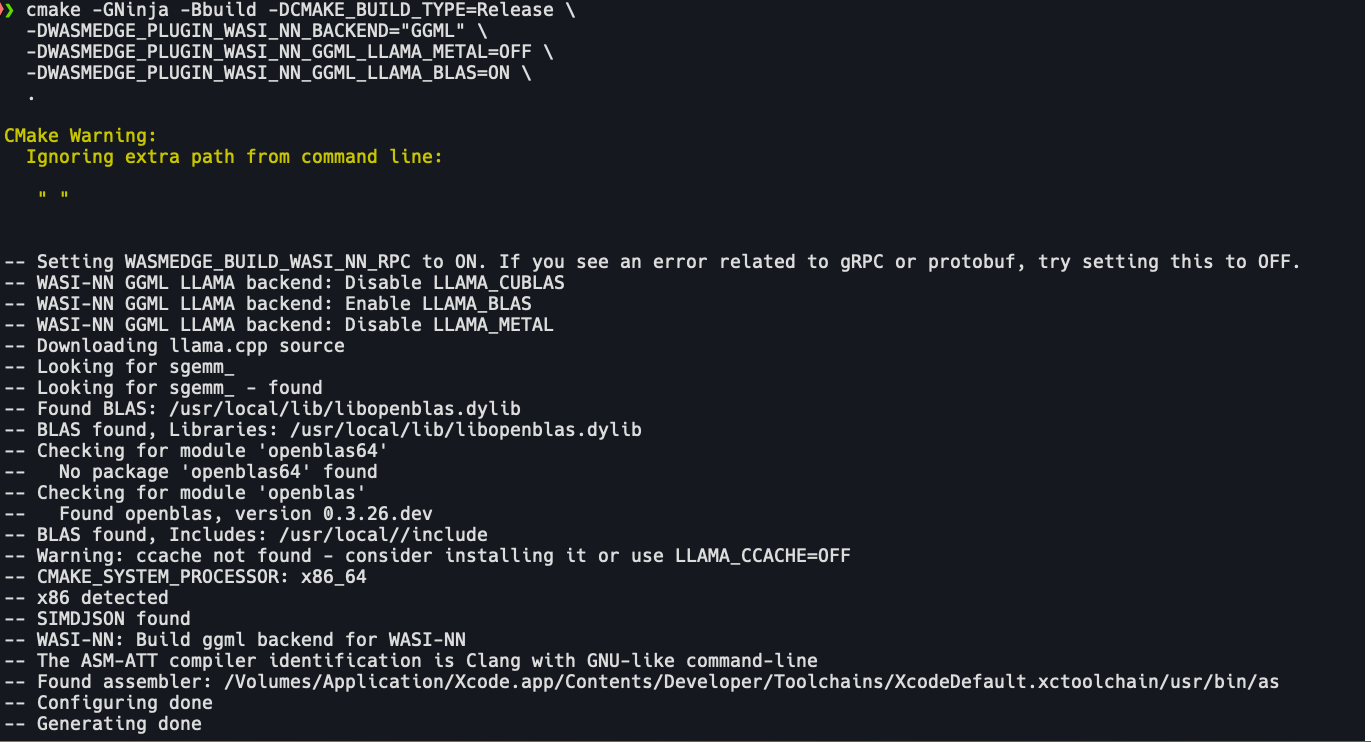 ❯ cmake -GNinja -Bbuild -DCMAKE_BUILD_TYPE=Release \
-DWASMEDGE_PLUGIN_WASI_NN_BACKEND="GGML" \
-DWASMEDGE_PLUGIN_WASI_NN_GGML_LLAMA_METAL=OFF \
-DWASMEDGE_PLUGIN_WASI_NN_GGML_LLAMA_BLAS=ON \
.
CMake Warning:
Ignoring extra path from command line:
" "
-- Setting WASMEDGE_BUILD_WASI_NN_RPC to ON. If you see an error related to gRPC or protobuf, try setting this to OFF.
-- WASI-NN GGML LLAMA backend: Disable LLAMA_CUBLAS
-- WASI-NN GGML LLAMA backend: Enable LLAMA_BLAS
-- WASI-NN GGML LLAMA backend: Disable LLAMA_METAL
-- Downloading llama.cpp source
-- Looking for sgemm_
-- Looking for sgemm_ - found
-- Found BLAS: /usr/local/lib/libopenblas.dylib
-- BLAS found, Libraries: /usr/local/lib/libopenblas.dylib
-- Checking for module 'openblas64'
--   No package 'openblas64' found
-- Checking for module 'openblas'
--   Found openblas, version 0.3.26.dev
-- BLAS found, Includes: /usr/local//include
-- Warning: ccache not found - consider installing it or use LLAMA_CCACHE=OFF
-- CMAKE_SYSTEM_PROCESSOR: x86_64
-- x86 detected
-- SIMDJSON found
-- WASI-NN: Build ggml backend for WASI-NN
-- The ASM-ATT compiler identification is Clang with GNU-like command-line
-- Found assembler: /Volumes/Application/Xcode.app/Contents/Developer/Toolchains/XcodeDefault.xctoolchain/usr/bin/as
-- Configuring done
-- Generating done